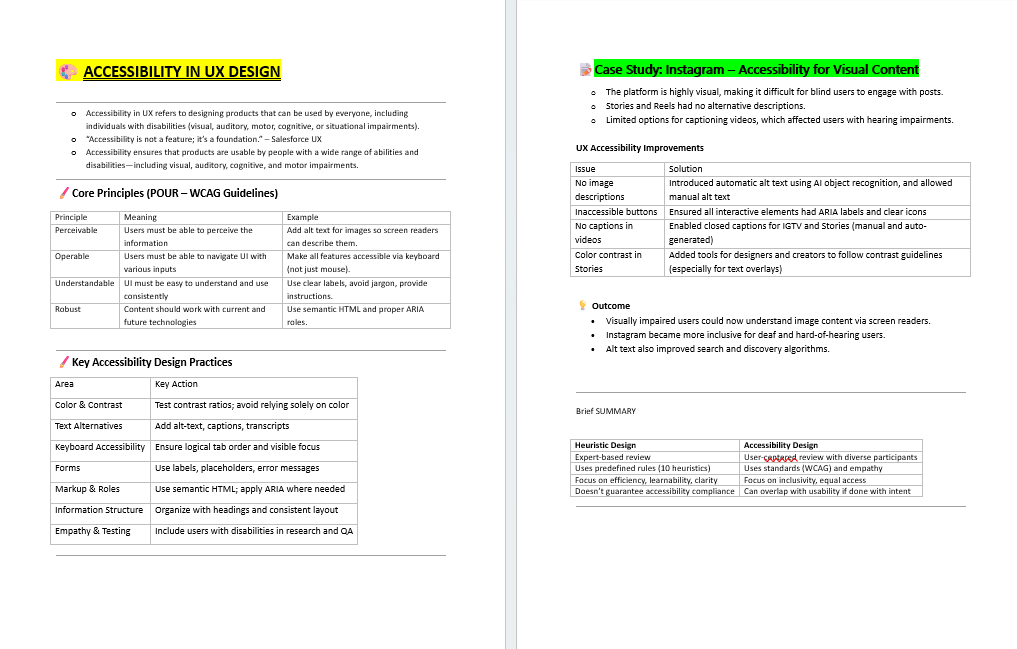 ACCESSIBILITY IN UX DESIGN
Accessibility in UX refers to designing products that can be used by everyone, including
individuals with disabilities (visual, auditory, motor, cognitive, or situational impairments).
“Accessibility is not a feature; it’s a foundation.” – Salesforce UX
Accessibility ensures that products are usable by people with a wide range of abilities and
disabilities—including visual, auditory, cognitive, and motor impairments.
Core Principles (POUR – WCAG Guidelines)
Principle Meaning Example
Perceivable Users must be able to perceive the Add alt text for images so screen readers
information can describe them.
Operable Users must be able to navigate UI with Make all features accessible via keyboard
various inputs (not just mouse).
Understandable UI must be easy to understand and use Use clear labels, avoid jargon, provide
consistently instructions.
Robust Content should work with current and Use semantic HTML and proper ARIA
future technologies roles.
Key Accessibility Design Practices
Area Key Action
Color & Contrast Test contrast ratios; avoid relying solely on color
Text Alternatives Add alt-text, captions, transcripts
Keyboard Accessibility Ensure logical tab order and visible focus
Forms Use labels, placeholders, error messages
Markup & Roles Use semantic HTML; apply ARIA where needed
Information Structure Organize with headings and consistent layout
Empathy & Testing Include users with disabilities in research and QA
Case Study: Instagram – Accessibility for Visual Content
The platform is highly visual, making it difficult for blind users to engage with posts.
Stories and Reels had no alternative descriptions.
Limited options for captioning videos, which affected users with hearing impairments.
UX Accessibility Improvements
Issue Solution
No image Introduced automatic alt text using AI object recognition, and allowed
descriptions manual alt text
Inaccessible buttons Ensured all interactive elements had ARIA labels and clear icons
No captions in Enabled closed captions for IGTV and Stories (manual and auto-
videos generated)
Color contrast in Added tools for designers and creators to follow contrast guidelines
Stories (especially for text overlays)
Outcome
Visually impaired users could now understand image content via screen readers.
Instagram became more inclusive for deaf and hard-of-hearing users.
Alt text also improved search and discovery algorithms.
Brief SUMMARY
Heuristic Design Accessibility Design
Expert-based review User-centered review with diverse participants
Uses predefined rules (10 heuristics) Uses standards (WCAG) and empathy
Focus on efficiency, learnability, clarity Focus on inclusivity, equal access
Doesn’t guarantee accessibility compliance Can overlap with usability if done with intent